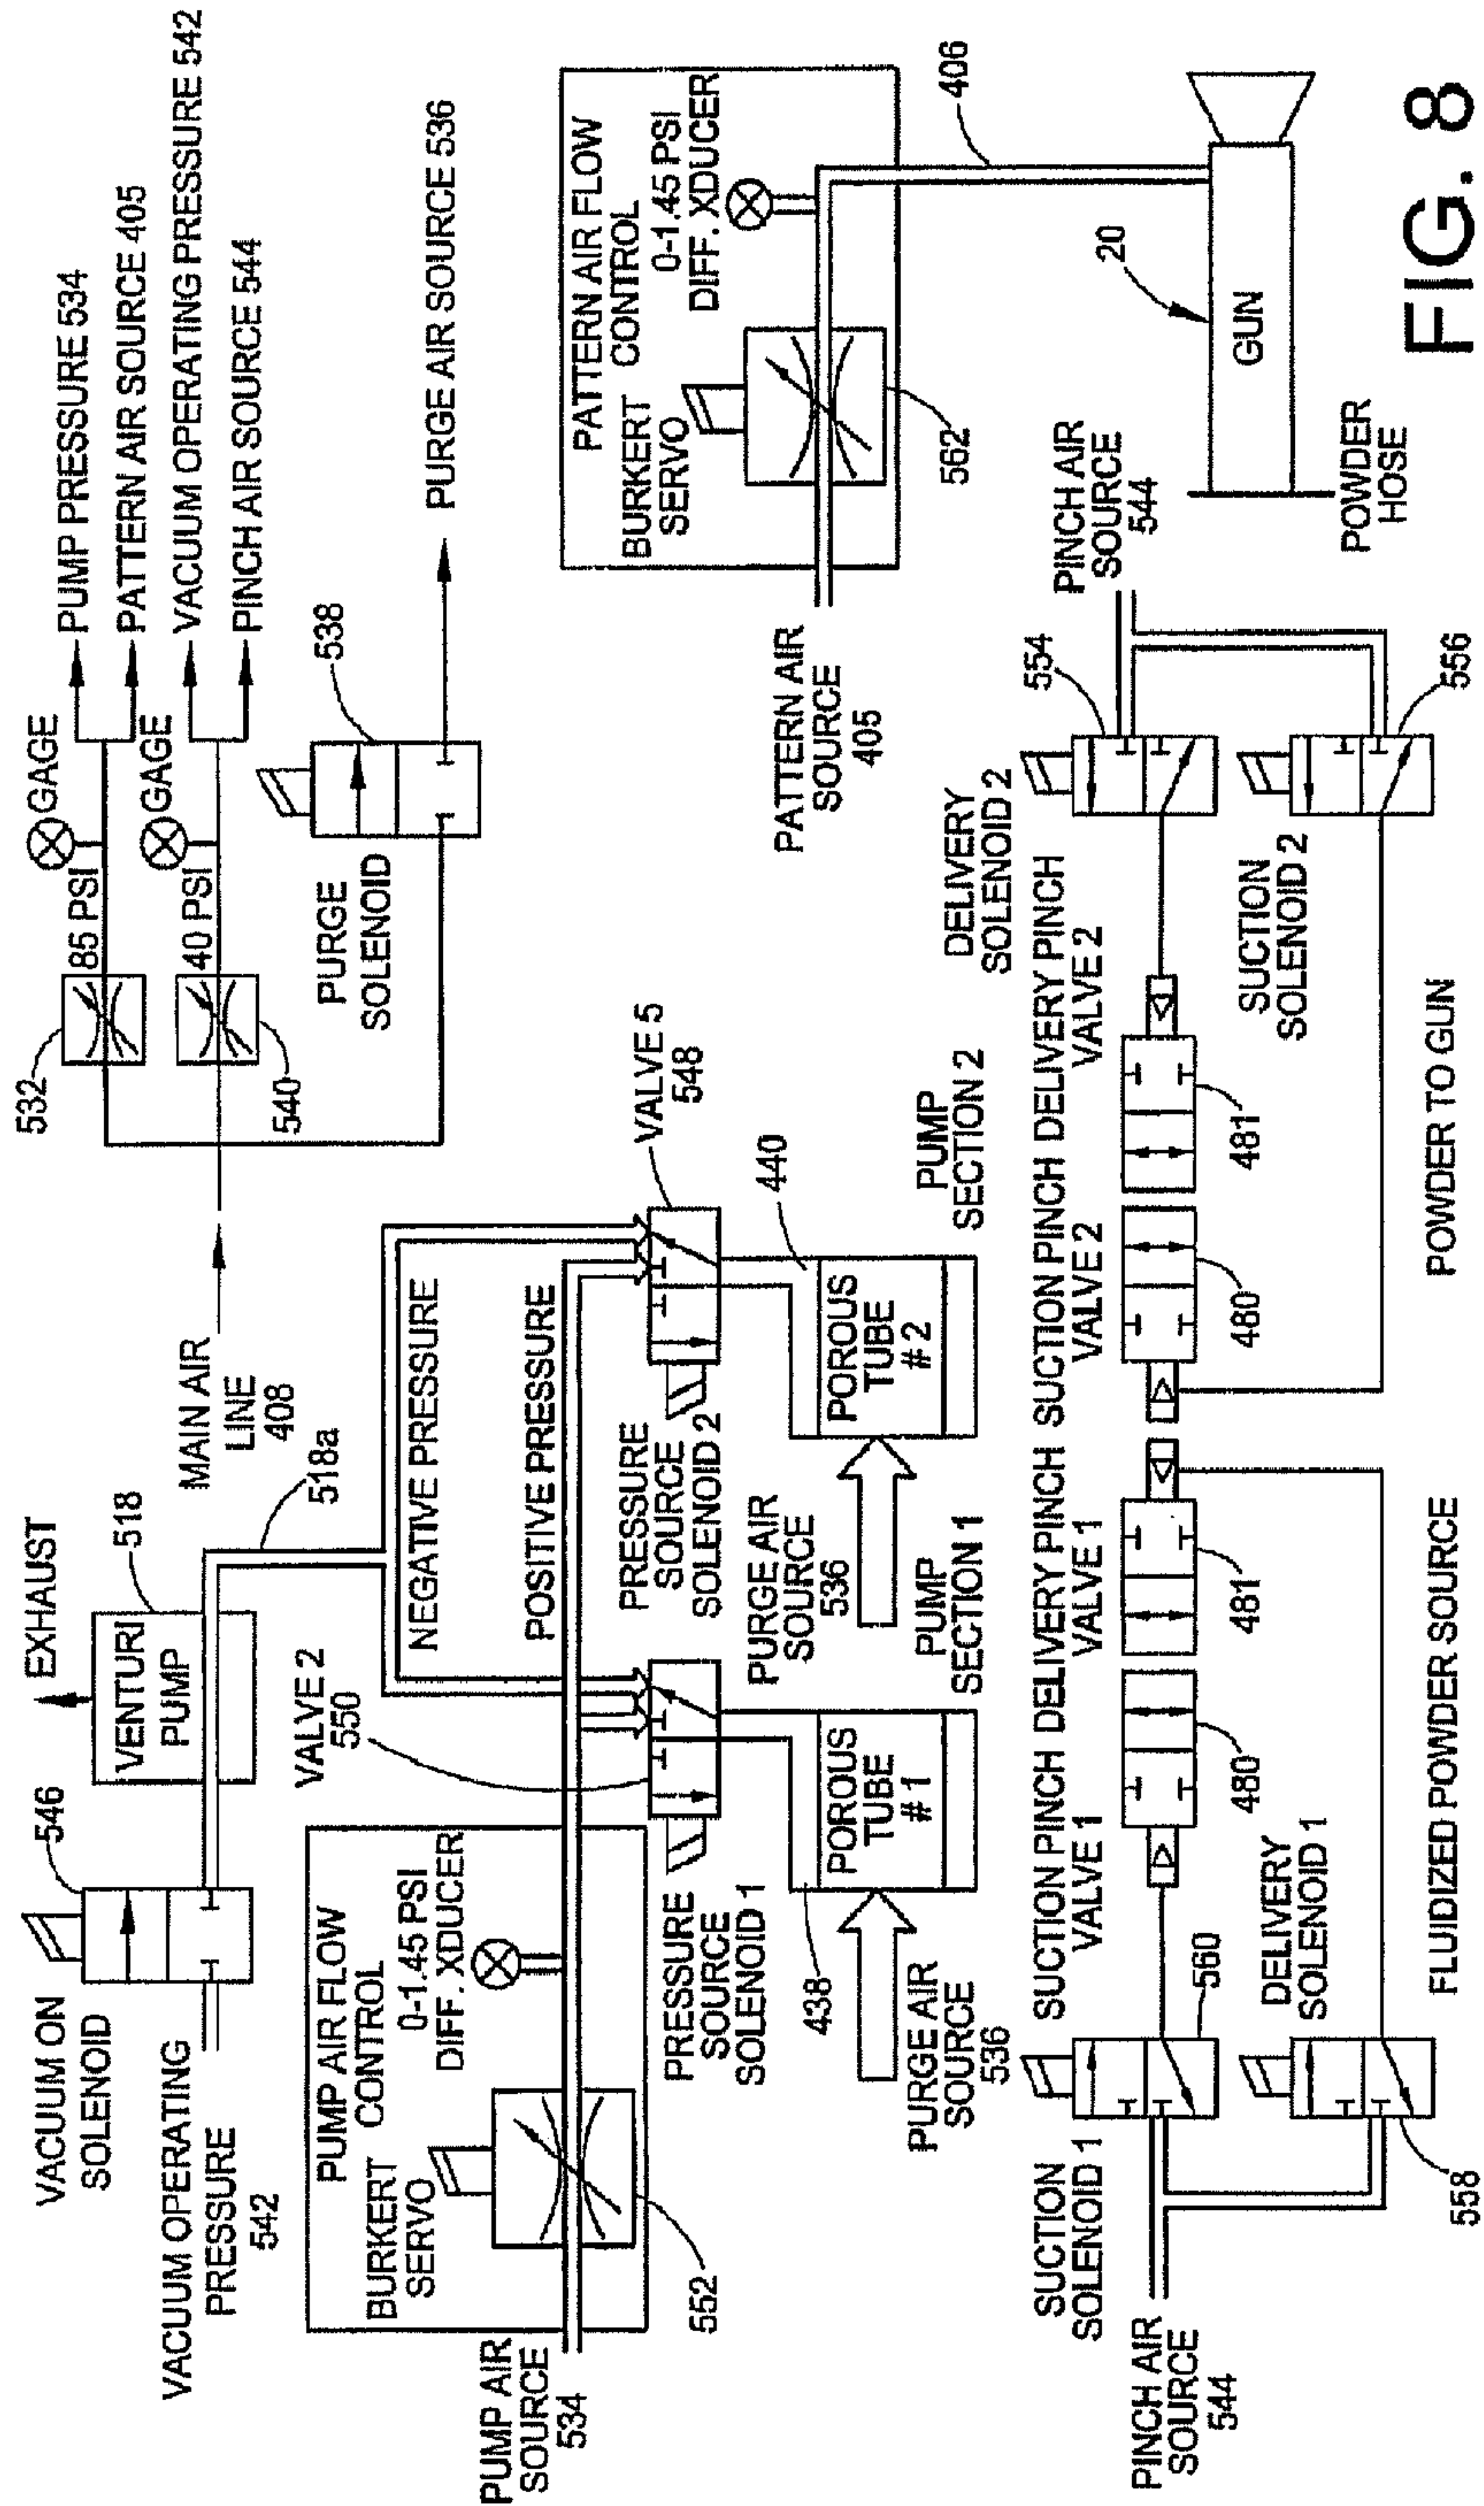 VACUUM ON
SOLENOID
546
EXHAUST
518
VENTURI
PUMP
VACUUM OPERATING
PRESSURE
542
518a
MAIN AIR
LINE
408
532
85 PSI
GAGE
PUMP PRESSURE 534
PATTERN AIR SOURCE 405
540
40 PSI
GAGE
VACUUM OPERATING PRESSURE 542
PINCH AIR SOURCE 544
PURGE
SOLENOID
538
PURGE AIR SOURCE 536
PUMP AIR FLOW
CONTROL
BURKERT
SERVO
0-1.45 PSI
DIFF. XDUCER
552
PUMP AIR
SOURCE
534
VALVE 2
550
NEGATIVE PRESSURE
POSITIVE PRESSURE
VALVE 5
548
PRESSURE
SOURCE
SOLENOID 1
PRESSURE
SOURCE
SOLENOID 2
438
POROUS
TUBE
#1
440
POROUS
TUBE
#2
PURGE AIR
SOURCE
536
PUMP
SECTION 1
PURGE AIR
SOURCE
536
PUMP
SECTION 2
PATTERN AIR FLOW
CONTROL
BURKERT
SERVO
0-1.45 PSI
DIFF. XDUCER
562
PATTERN AIR
SOURCE
405
406
20
GUN
POWDER
HOSE
SUCTION
SOLENOID 1
560
SUCTION PINCH
VALVE 1
DELIVERY PINCH
VALVE 1
SUCTION PINCH
VALVE 2
DELIVERY PINCH
VALVE 2
DELIVERY
SOLENOID 2
554
PINCH AIR
SOURCE
544
PINCH AIR
SOURCE
544
480
481
480
481
DELIVERY
SOLENOID 1
558
SUCTION
SOLENOID 2
556
FLUIDIZED POWDER SOURCE
POWDER TO GUN
FIG. 8